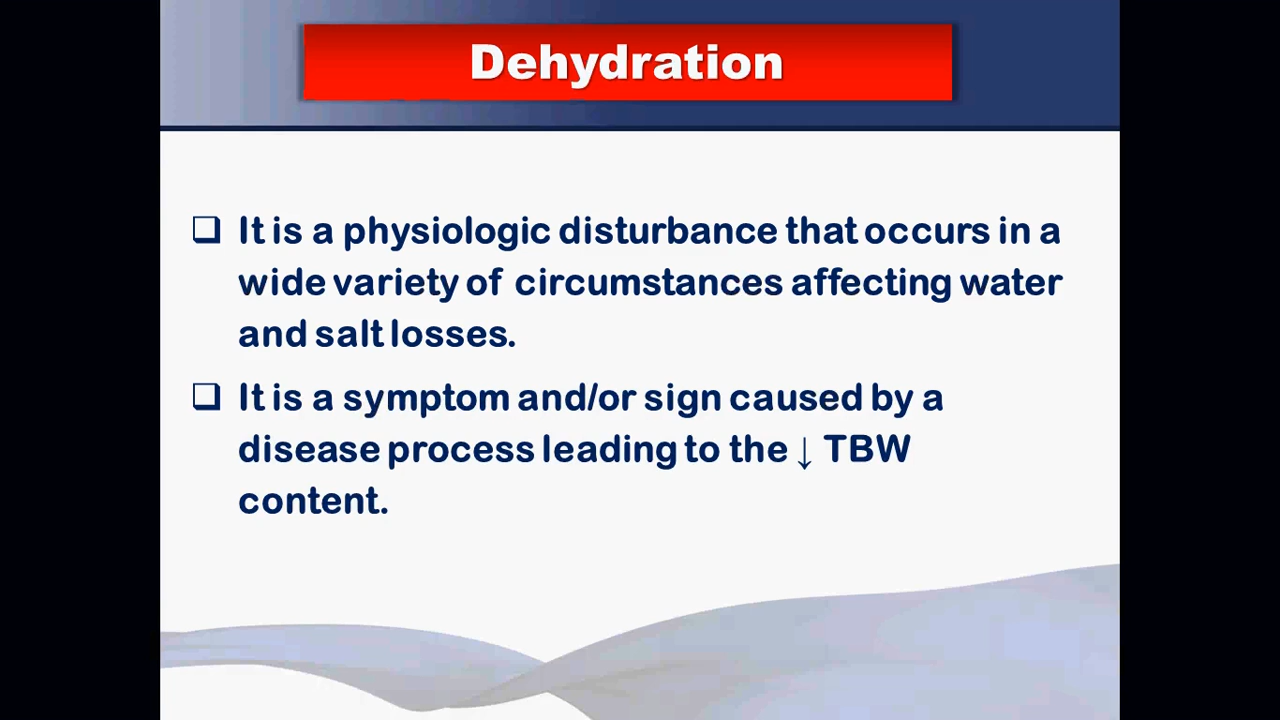 Dehydration
❑ It is a physiologic disturbance that occurs in a
wide variety of circumstances affecting water
and salt losses.
❑ It is a symptom and/or sign caused by a
disease process leading to the ↓ TBW
content.